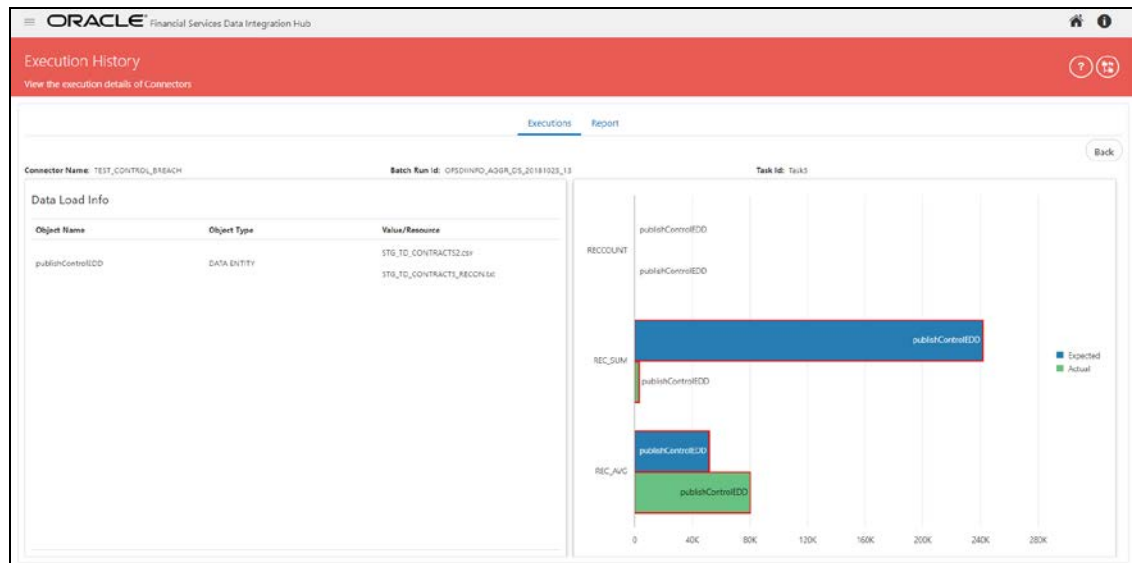 ORACLE® Financial Services Data Integration Hub
Execution History
View the execution details of Connectors
Executions Report
Back
Connector Name: TEST_CONTROL_BREACH Batch Run Id: OFSDIINFO_AGGR_DS_20181023_13 Task Id: Task5
Data Load Info
Object Name Object Type Value/Resource
publishControlEDD DATA ENTITY
STG_TD_CONTRACTS2.csv
STG_TD_CONTRACTS_RECON.txt
RECCOUNT
publishControlEDD
publishControlEDD
REC_SUM
publishControlEDD
publishControlEDD
REC_AVG
publishControlEDD
publishControlEDD
0 40K 80K 120K 160K 200K 240K 280K
Expected
Actual